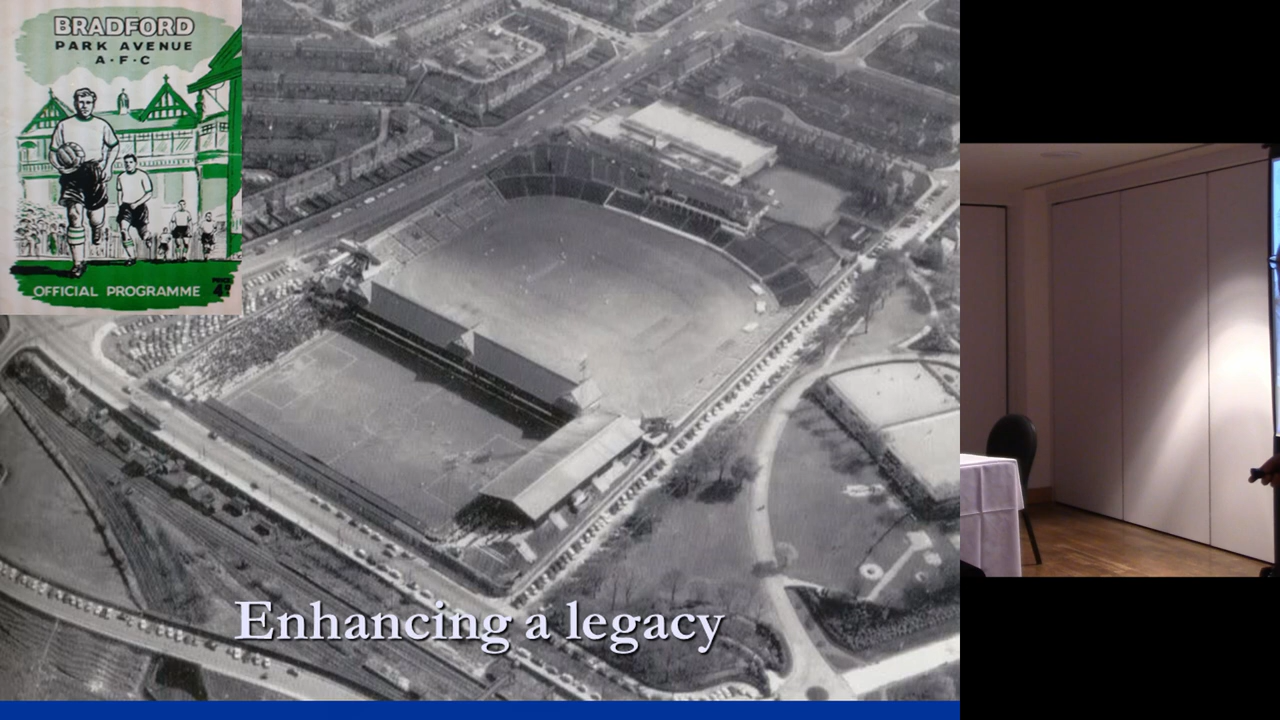 BRADFORD
PARK AVENUE
A·F·C
OFFICIAL PROGRAMME
Enhancing a legacy